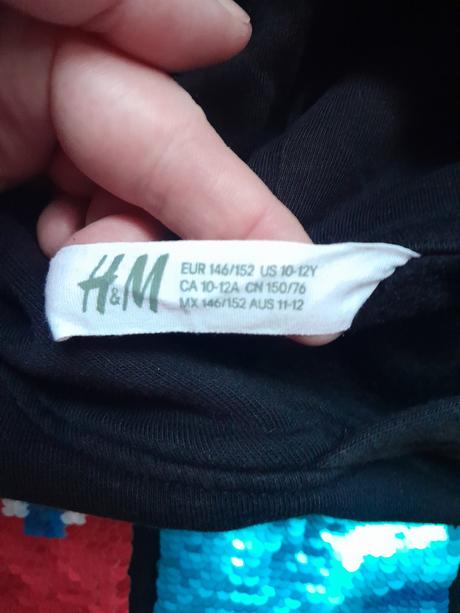 H&M
EUR 146/152 US 10-12Y
CA 10-12A CN 150/76
MX 146/152 AUS 11-12